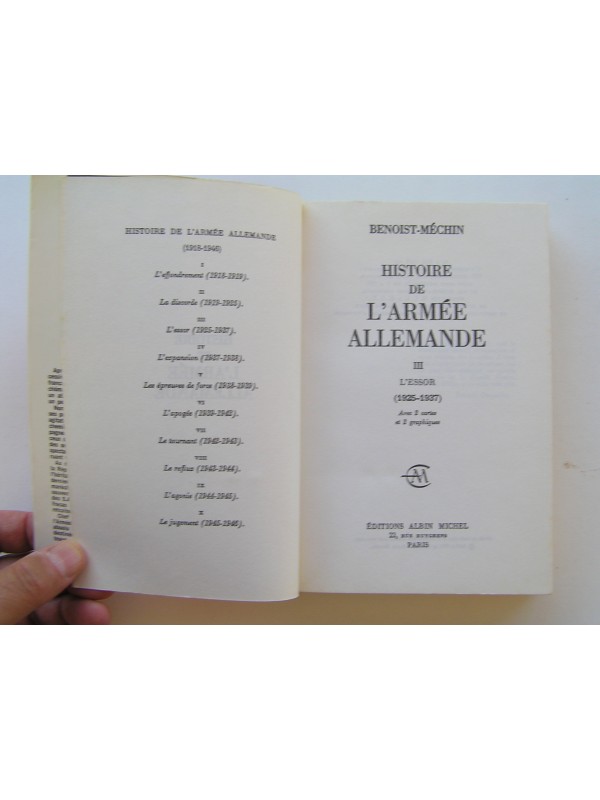 HISTOIRE DE L'ARMÉE ALLEMANDE
(1918-1946)
I
L'effondrement (1918-1919).
II
La discorde (1919-1925).
III
L'essor (1925-1937).
IV
L'expansion (1937-1938).
V
Les épreuves de force (1938-1939).
VI
L'apogée (1939-1942).
VII
Le tournant (1942-1943).
VIII
Le reflux (1943-1944).
IX
L'agonie (1944-1945).
X
Le jugement (1945-1946).
BENOIST-MÉCHIN
HISTOIRE
DE
L'ARMÉE
ALLEMANDE
III
L'ESSOR
(1925-1937)
Avec 2 cartes
et 2 graphiques
ÉDITIONS ALBIN MICHEL
22, RUE HUYGHENS
PARIS